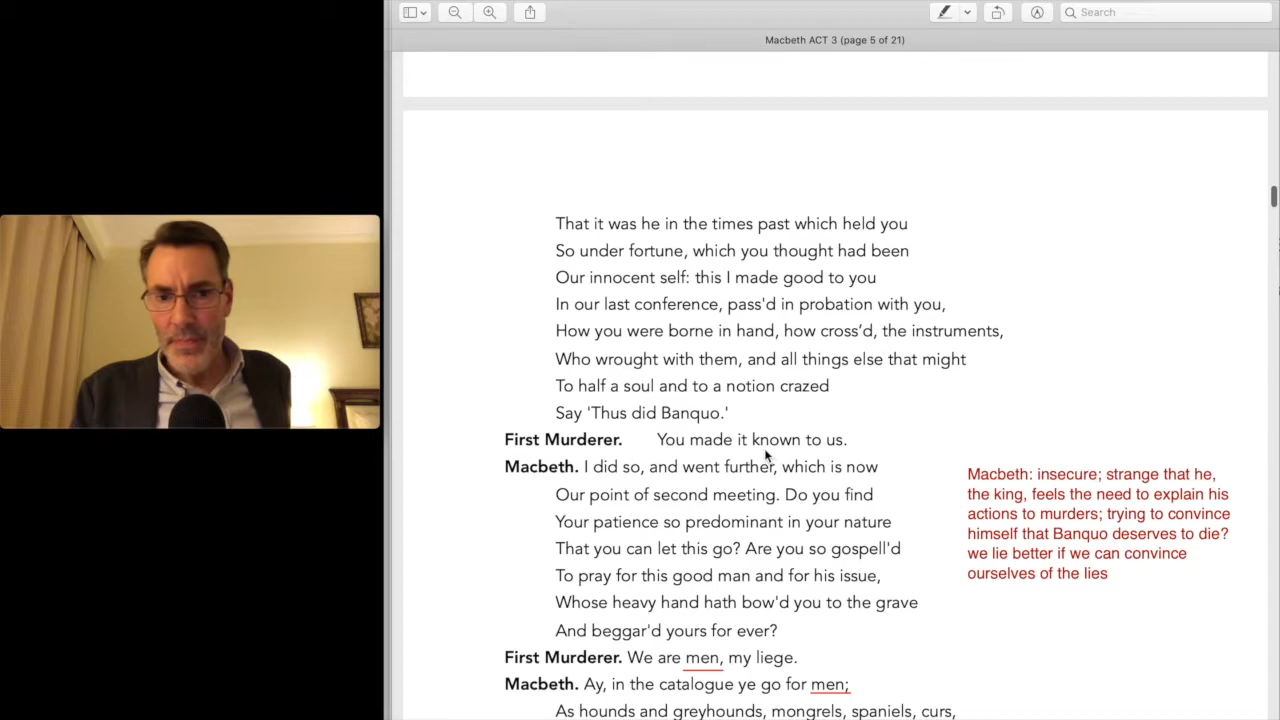 Search
Macbeth ACT 3 (page 5 of 21)
That it was he in the times past which held you
So under fortune, which you thought had been
Our innocent self: this I made good to you
In our last conference, pass'd in probation with you,
How you were borne in hand, how cross’d, the instruments,
Who wrought with them, and all things else that might
To half a soul and to a notion crazed
Say 'Thus did Banquo.'
First Murderer. You made it known to us.
Macbeth. I did so, and went further, which is now
Our point of second meeting. Do you find
Your patience so predominant in your nature
That you can let this go? Are you so gospell'd
To pray for this good man and for his issue,
Whose heavy hand hath bow'd you to the grave
And beggar'd yours for ever?
First Murderer. We are men, my liege.
Macbeth. Ay, in the catalogue ye go for men;
As hounds and greyhounds, mongrels, spaniels, curs,
Macbeth: insecure; strange that he,
the king, feels the need to explain his
actions to murders; trying to convince
himself that Banquo deserves to die?
we lie better if we can convince
ourselves of the lies